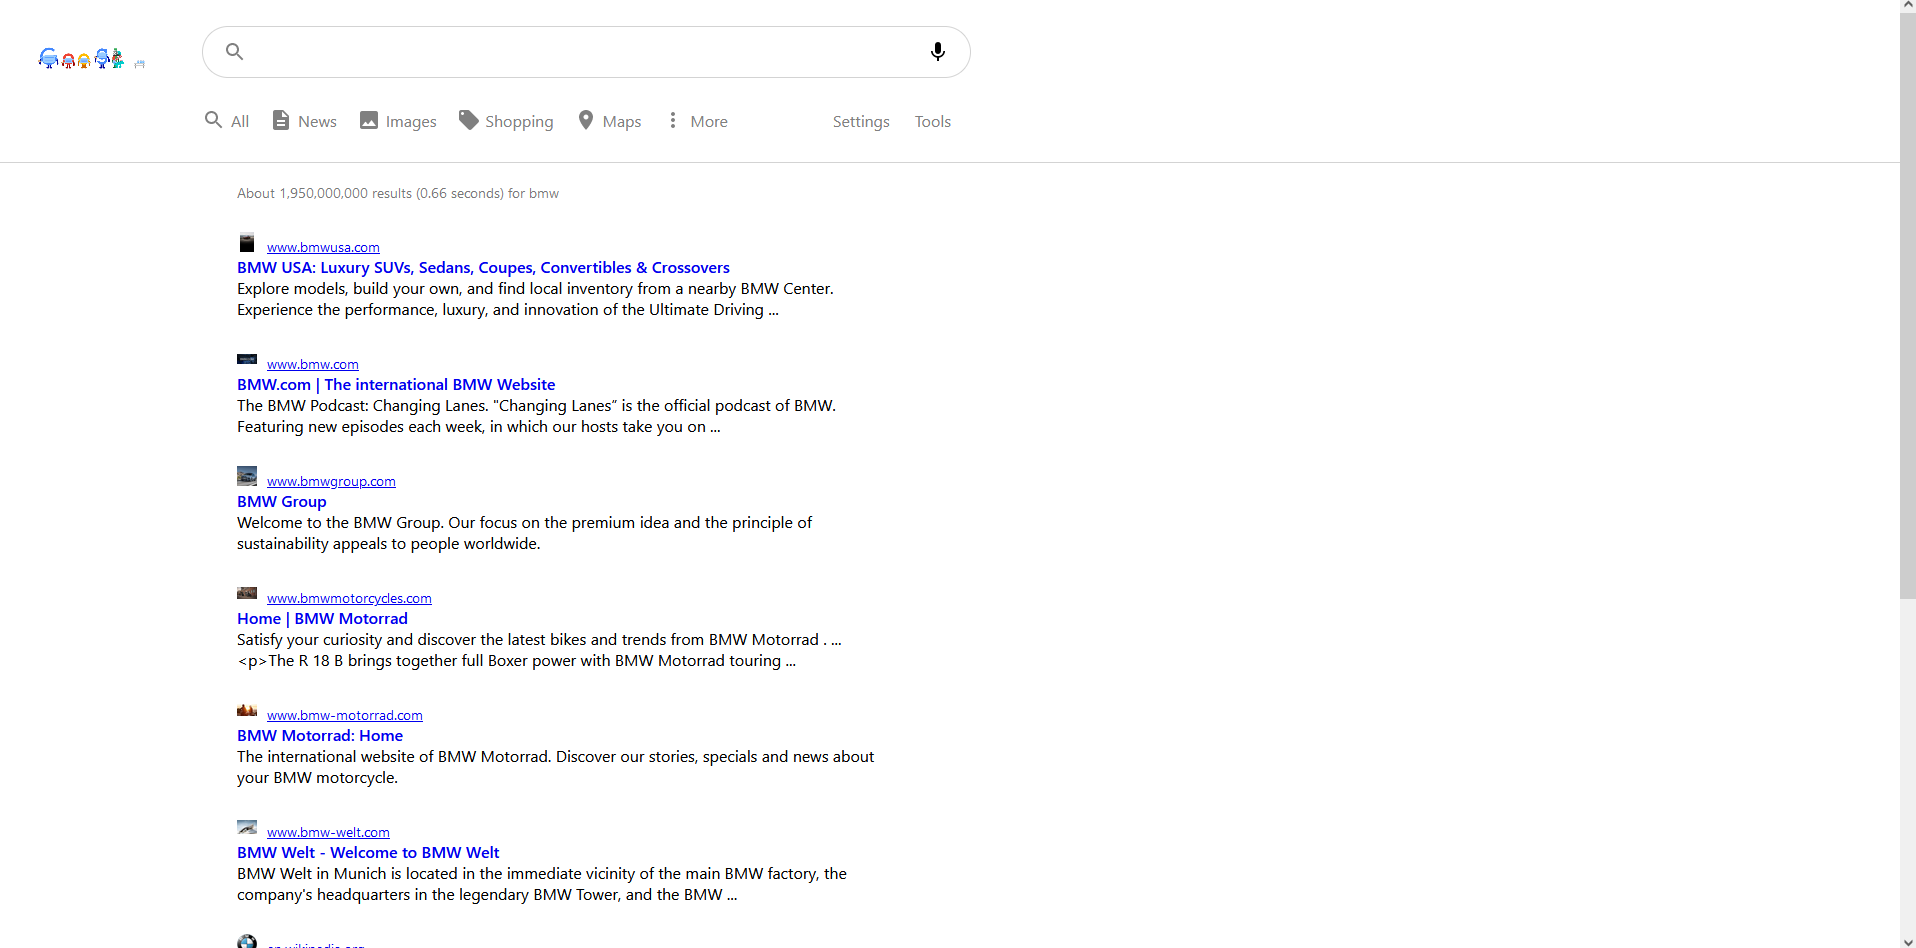 All News Images Shopping Maps More Settings Tools
About 1,950,000,000 results (0.66 seconds) for bmw
www.bmwusa.com
BMW USA: Luxury SUVs, Sedans, Coupes, Convertibles & Crossovers
Explore models, build your own, and find local inventory from a nearby BMW Center.
Experience the performance, luxury, and innovation of the Ultimate Driving ...
www.bmw.com
BMW.com | The international BMW Website
The BMW Podcast: Changing Lanes. "Changing Lanes” is the official podcast of BMW.
Featuring new episodes each week, in which our hosts take you on ...
www.bmwgroup.com
BMW Group
Welcome to the BMW Group. Our focus on the premium idea and the principle of
sustainability appeals to people worldwide.
www.bmwmotorcycles.com
Home | BMW Motorrad
Satisfy your curiosity and discover the latest bikes and trends from BMW Motorrad . ...
<p>The R 18 B brings together full Boxer power with BMW Motorrad touring ...
www.bmw-motorrad.com
BMW Motorrad: Home
The international website of BMW Motorrad. Discover our stories, specials and news about
your BMW motorcycle.
www.bmw-welt.com
BMW Welt - Welcome to BMW Welt
BMW Welt in Munich is located in the immediate vicinity of the main BMW factory, the
company's headquarters in the legendary BMW Tower, and the BMW ...
en.wikipedia.org